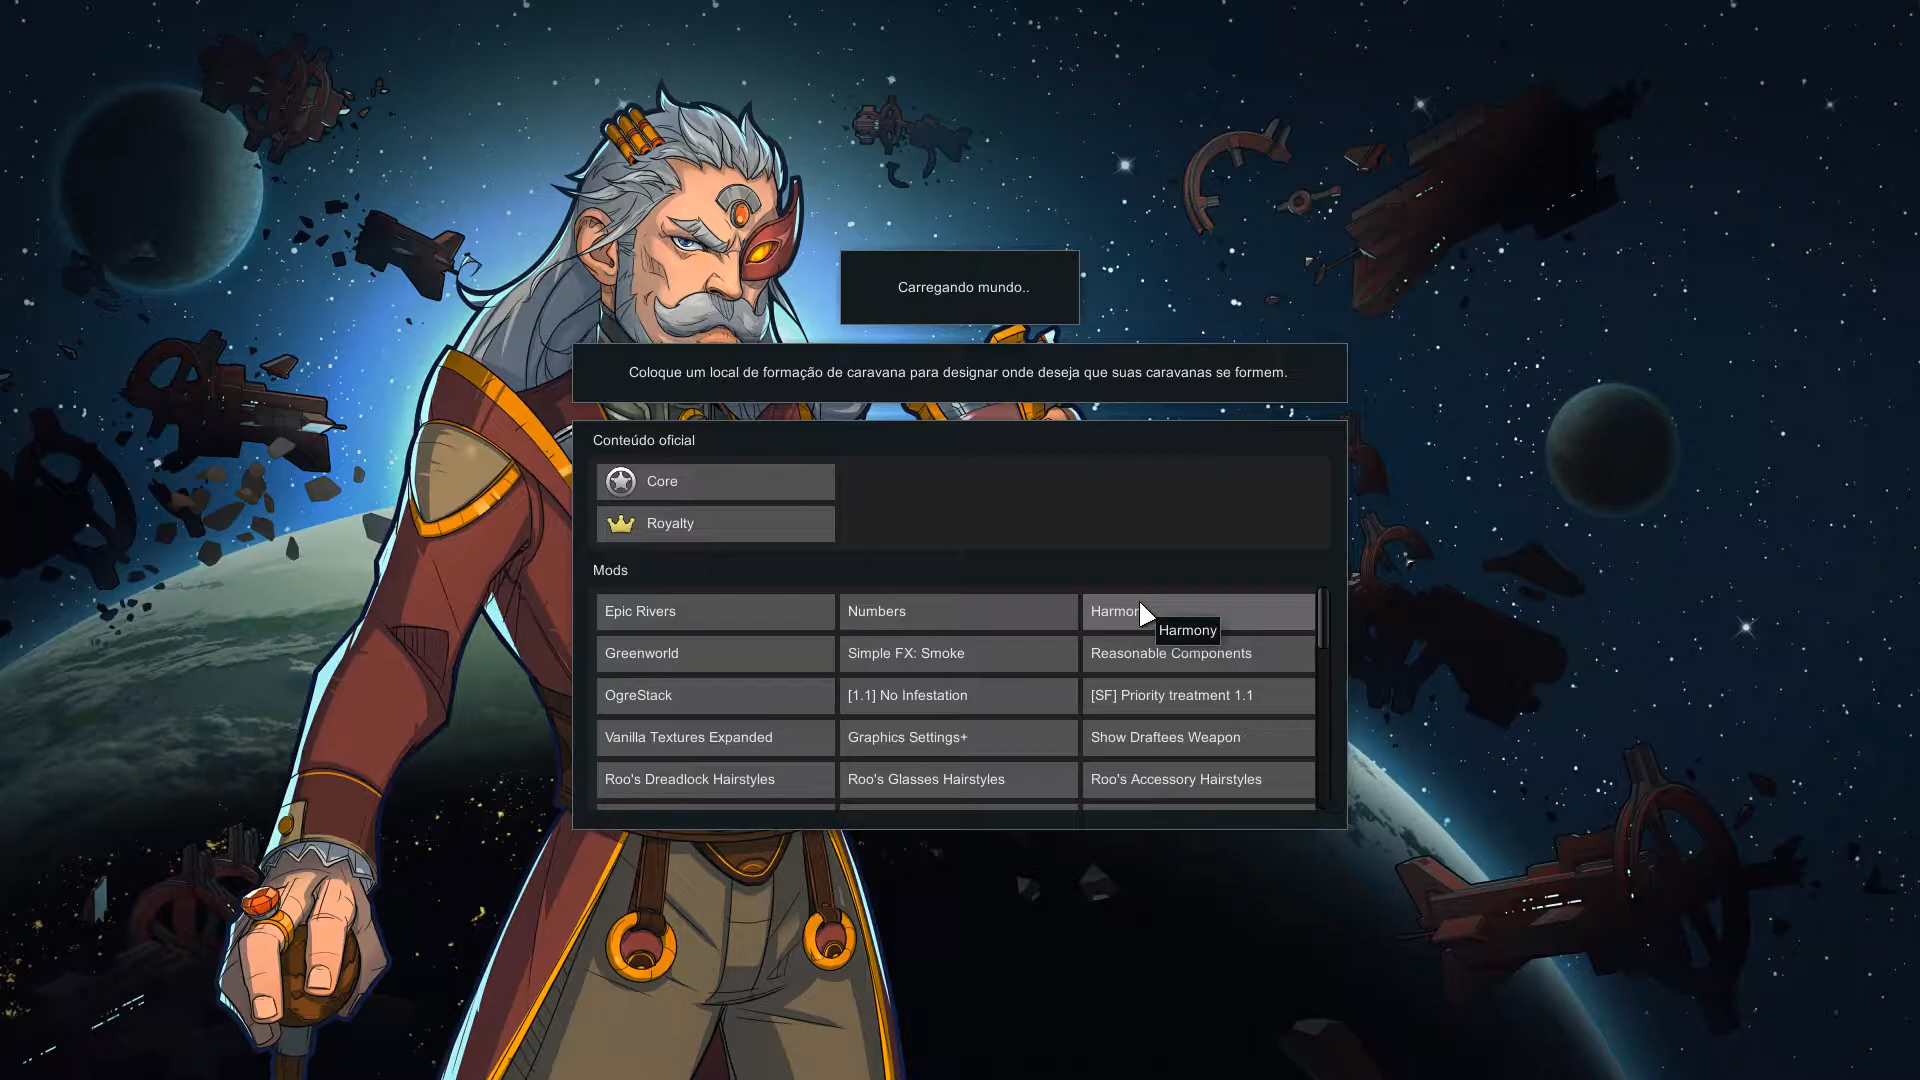 Carregando mundo..
Coloque um local de formação de caravana para designar onde deseja que suas caravanas se formem.
Conteúdo oficial
Core
Royalty
Mods
Epic Rivers
Numbers
Harmony
Greenworld
Simple FX: Smoke
Reasonable Components
OgreStack
[1.1] No Infestation
[SF] Priority treatment 1.1
Vanilla Textures Expanded
Graphics Settings+
Show Draftees Weapon
Roo's Dreadlock Hairstyles
Roo's Glasses Hairstyles
Roo's Accessory Hairstyles